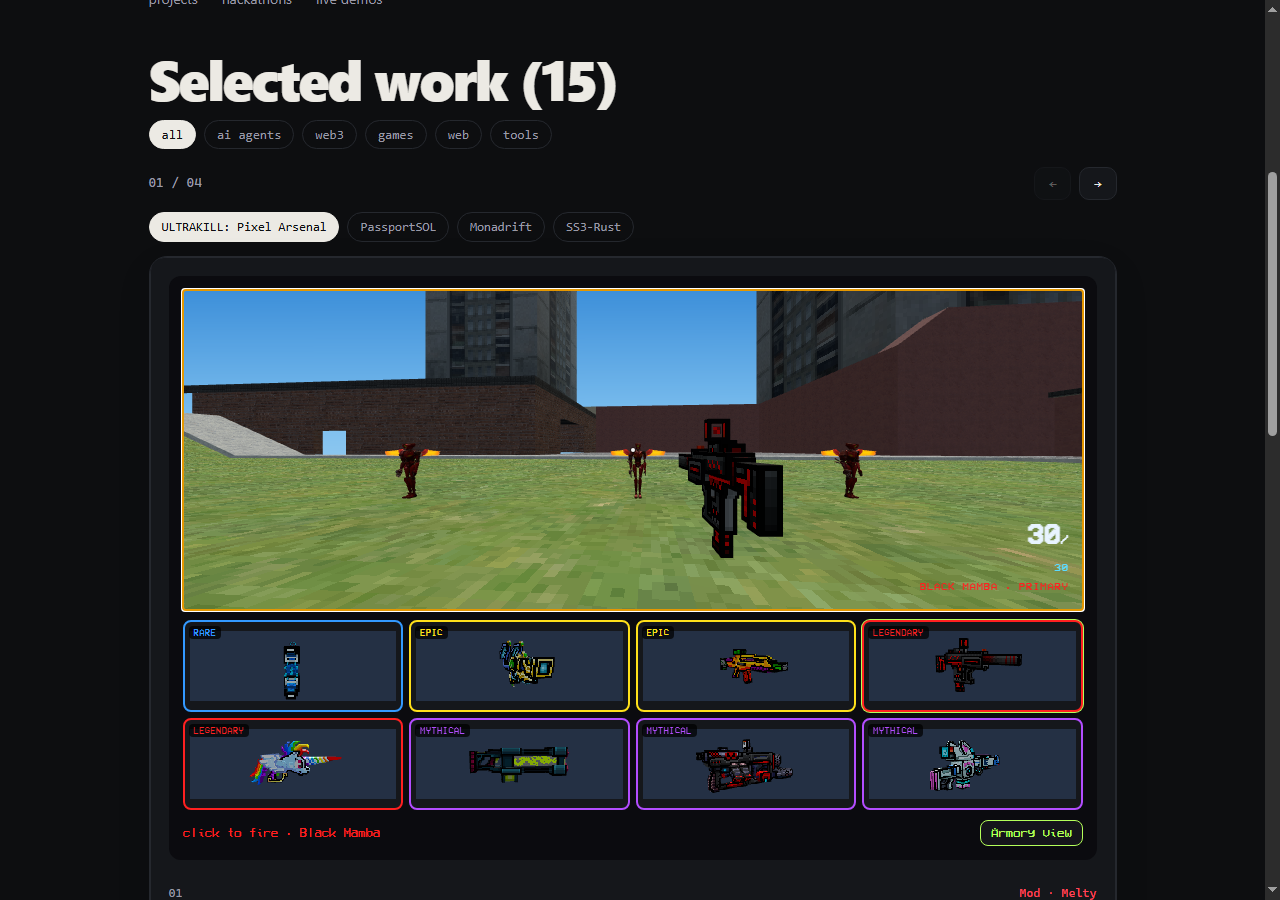 projects hackathons live demos
Selected work (15)
all ai agents web3 games web tools
01 / 04 ← →
ULTRAKILL: Pixel Arsenal PassportSOL Monadrift SS3-Rust
30/
30
BLACK MAMBA · PRIMARY
RARE EPIC EPIC LEGENDARY
LEGENDARY MYTHICAL MYTHICAL MYTHICAL
click to fire · Black Mamba Armory view
01 Mod · Melty